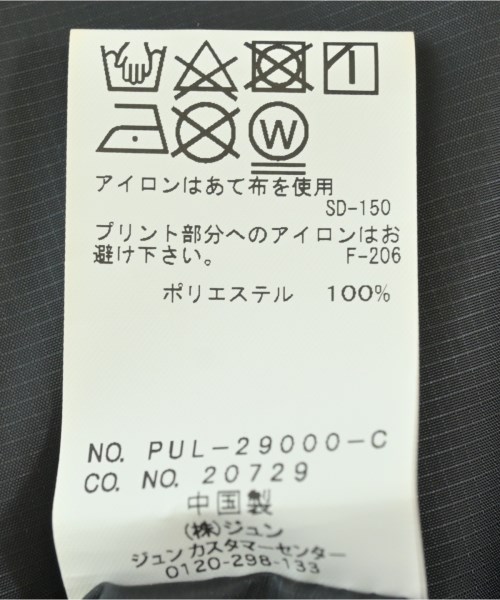 W
アイロンはあて布を使用
SD-150
プリント部分へのアイロンはお
避け下さい。 F-206
ポリエステル 100%
NO. PUL-29000-C
CO. NO. 20729
中国製
(株)ジュン
ジュン カスタマーセンター
0120-298-133